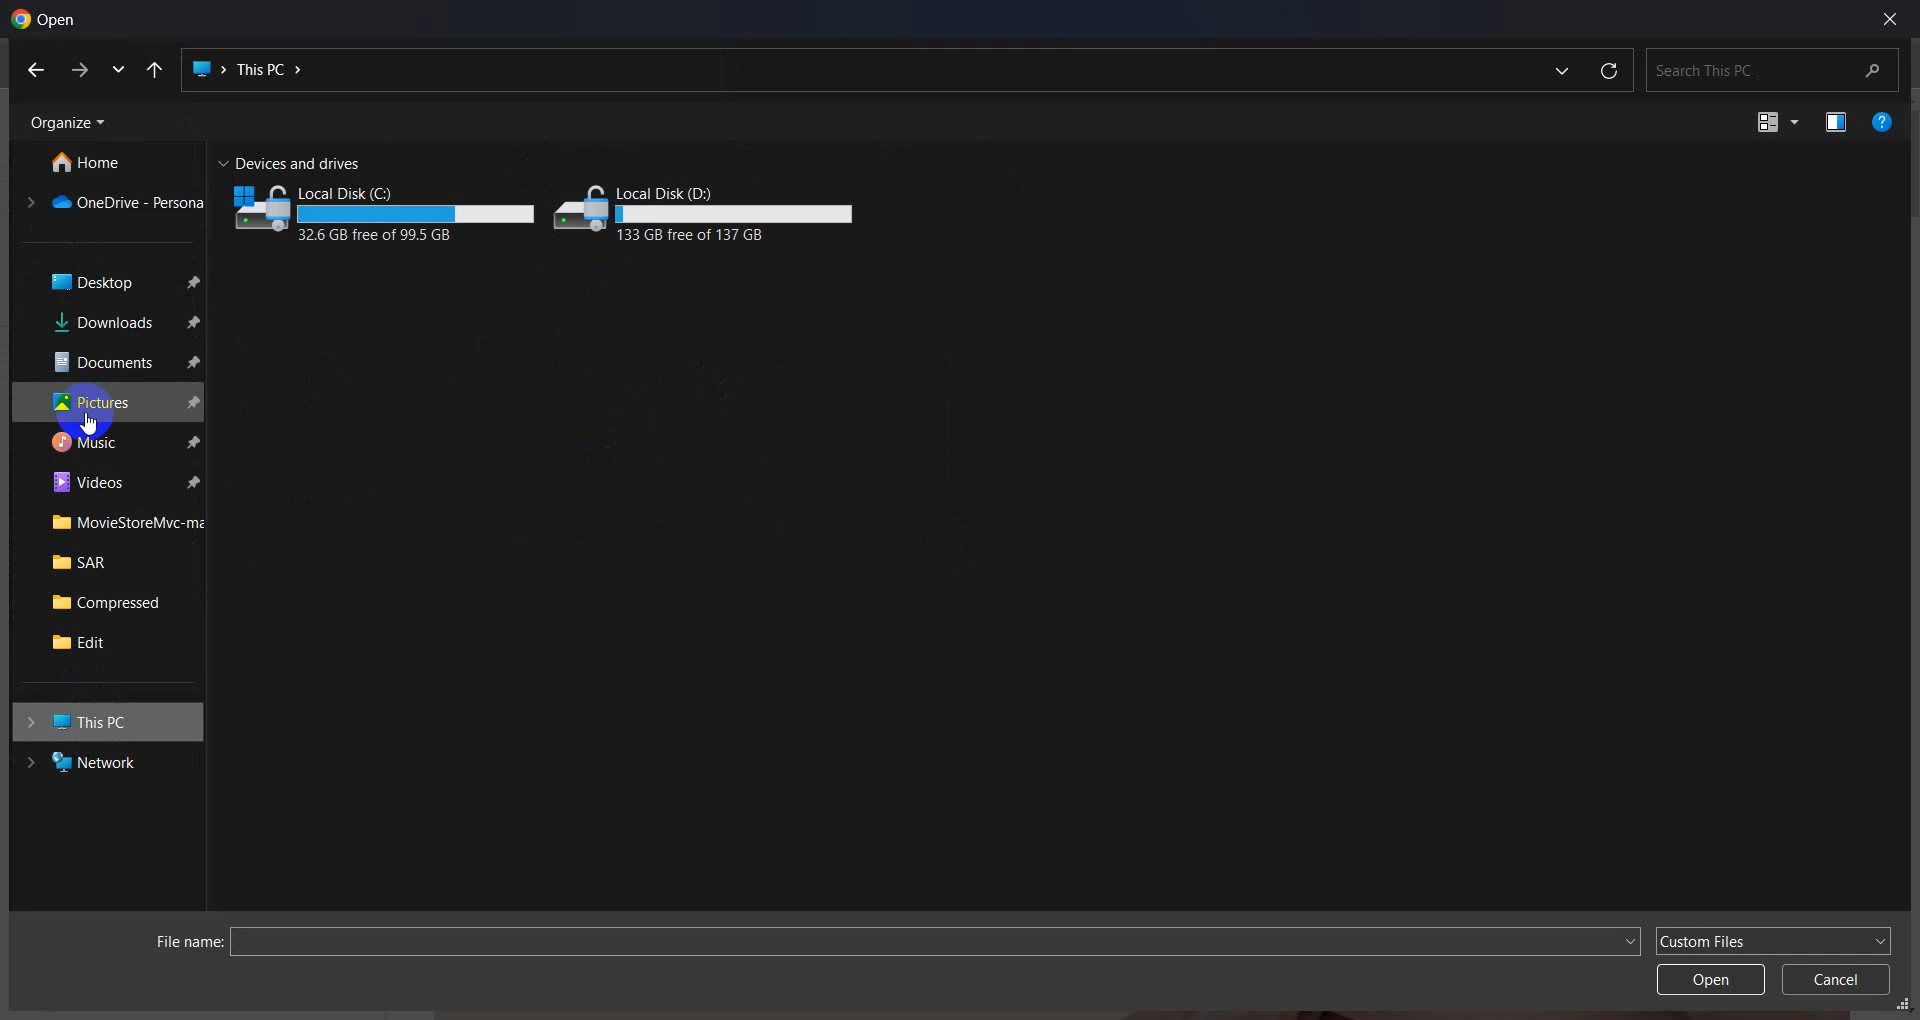 Open
This PC
Search This PC
Organize
Home
OneDrive - Persona
Desktop
Downloads
Documents
Pictures
Music
Videos
MovieStoreMvc-ma
SAR
Compressed
Edit
This PC
Network
Devices and drives
Local Disk (C:)
32.6 GB free of 99.5 GB
Local Disk (D:)
133 GB free of 137 GB
File name:
Custom Files
Open
Cancel